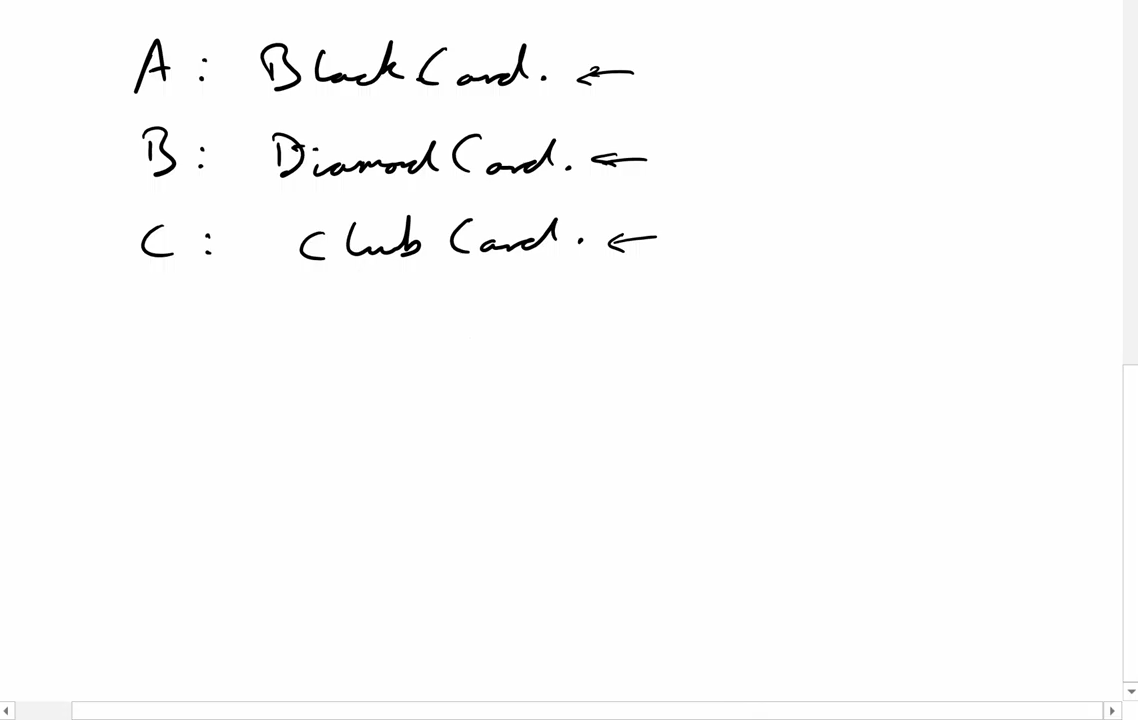 A: Black Card. ←
B: Diamond Card. ←
C: Club Card. ←